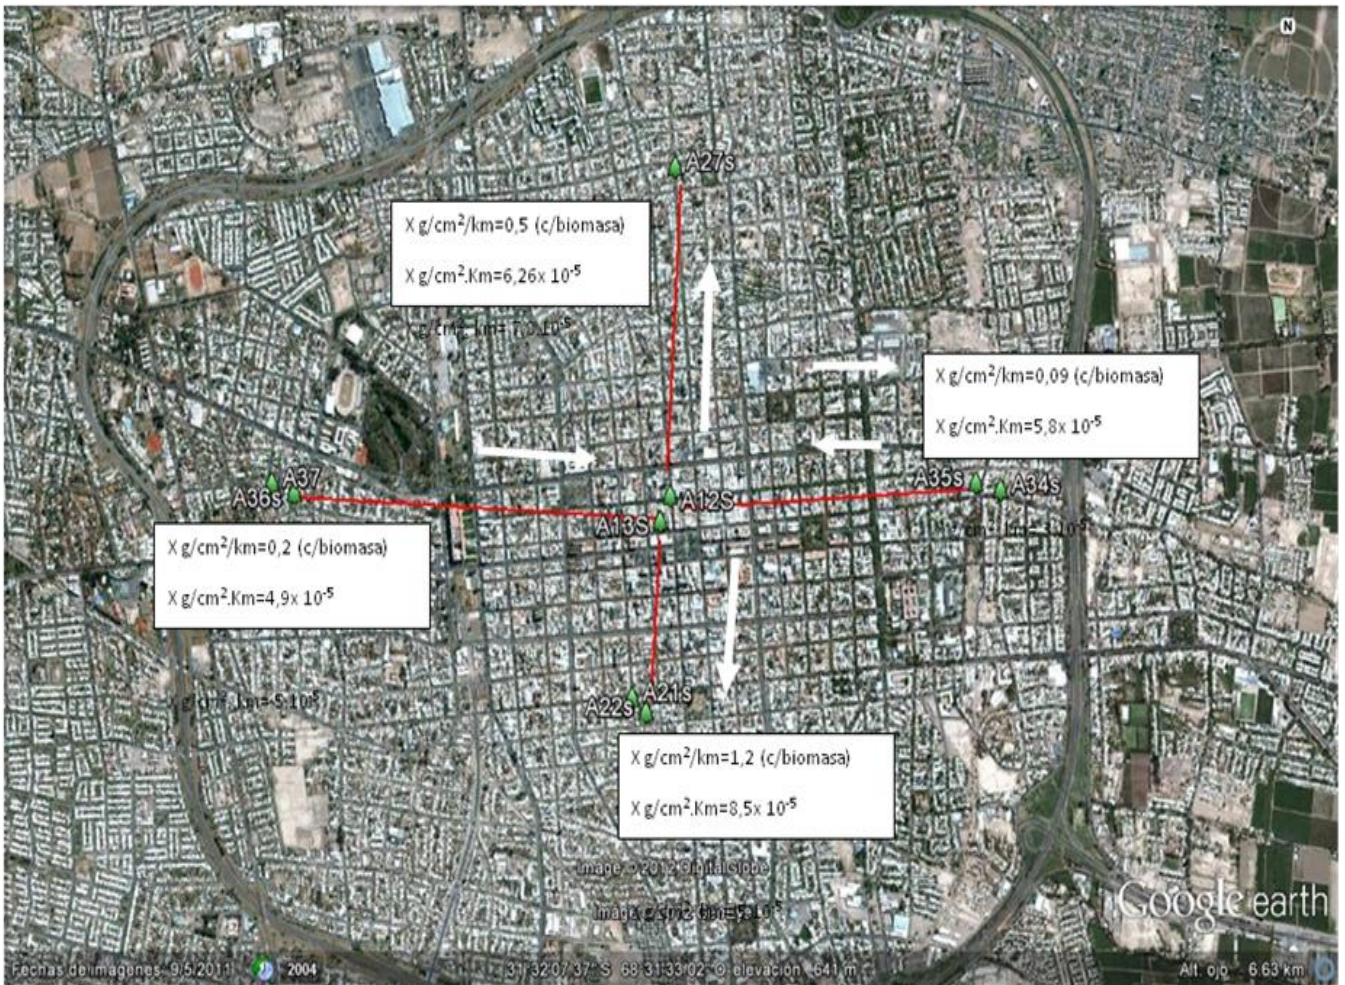 N
A27s
X g/cm²/km=0,5 (c/biomasa)
X g/cm².Km=6,26x 10⁻⁵
X g/cm²/km=0,09 (c/biomasa)
X g/cm².Km=5,8x 10⁻⁵
A37
A36s
A35s
A34s
A12S
A13S
X g/cm²/km=0,2 (c/biomasa)
X g/cm².Km=4,9x 10⁻⁵
A21s
A22s
X g/cm²/km=1,2 (c/biomasa)
X g/cm².Km=8,5x 10⁻⁵
Image © 2012 DigitalGlobe
Google earth
Fechas de imágenes: 9/5/2011 2004 31°32'07.37" S 68°31'33.02" O elevación 641 m Alt. ojo 6.63 km